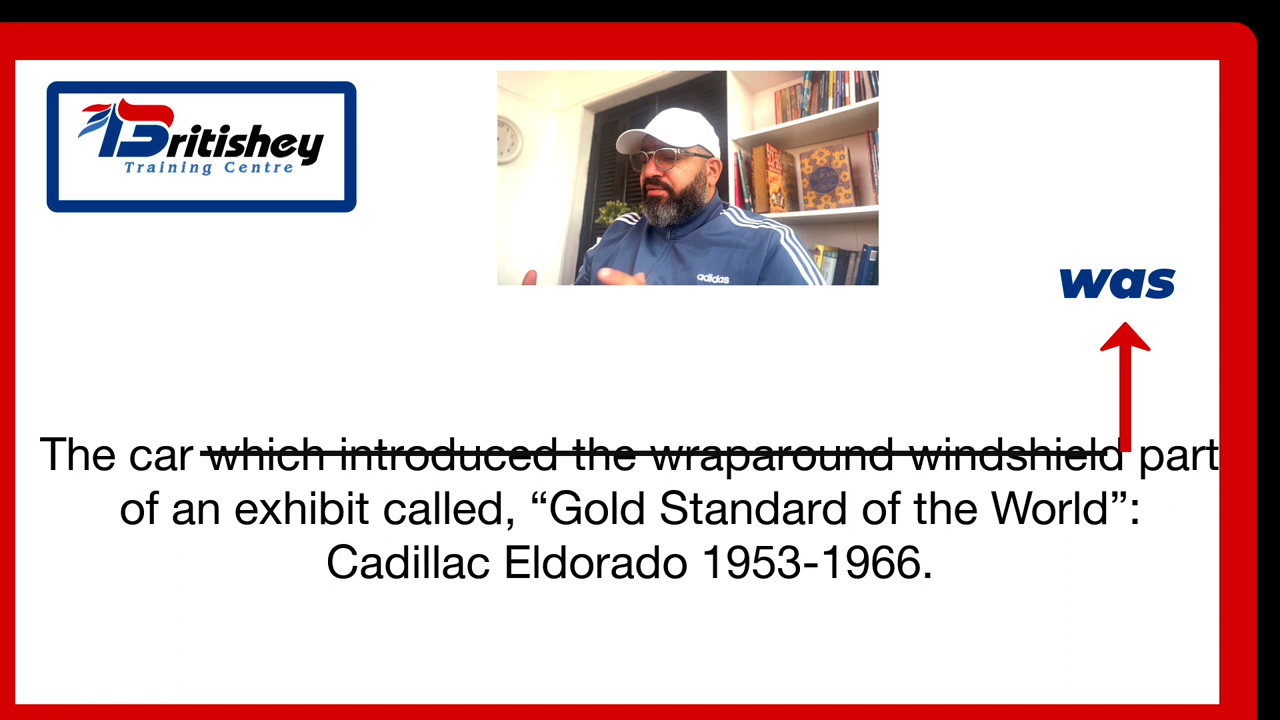 Britishey
Training Centre
adidas
was
The car which introduced the wraparound windshield part
of an exhibit called, “Gold Standard of the World”:
Cadillac Eldorado 1953-1966.